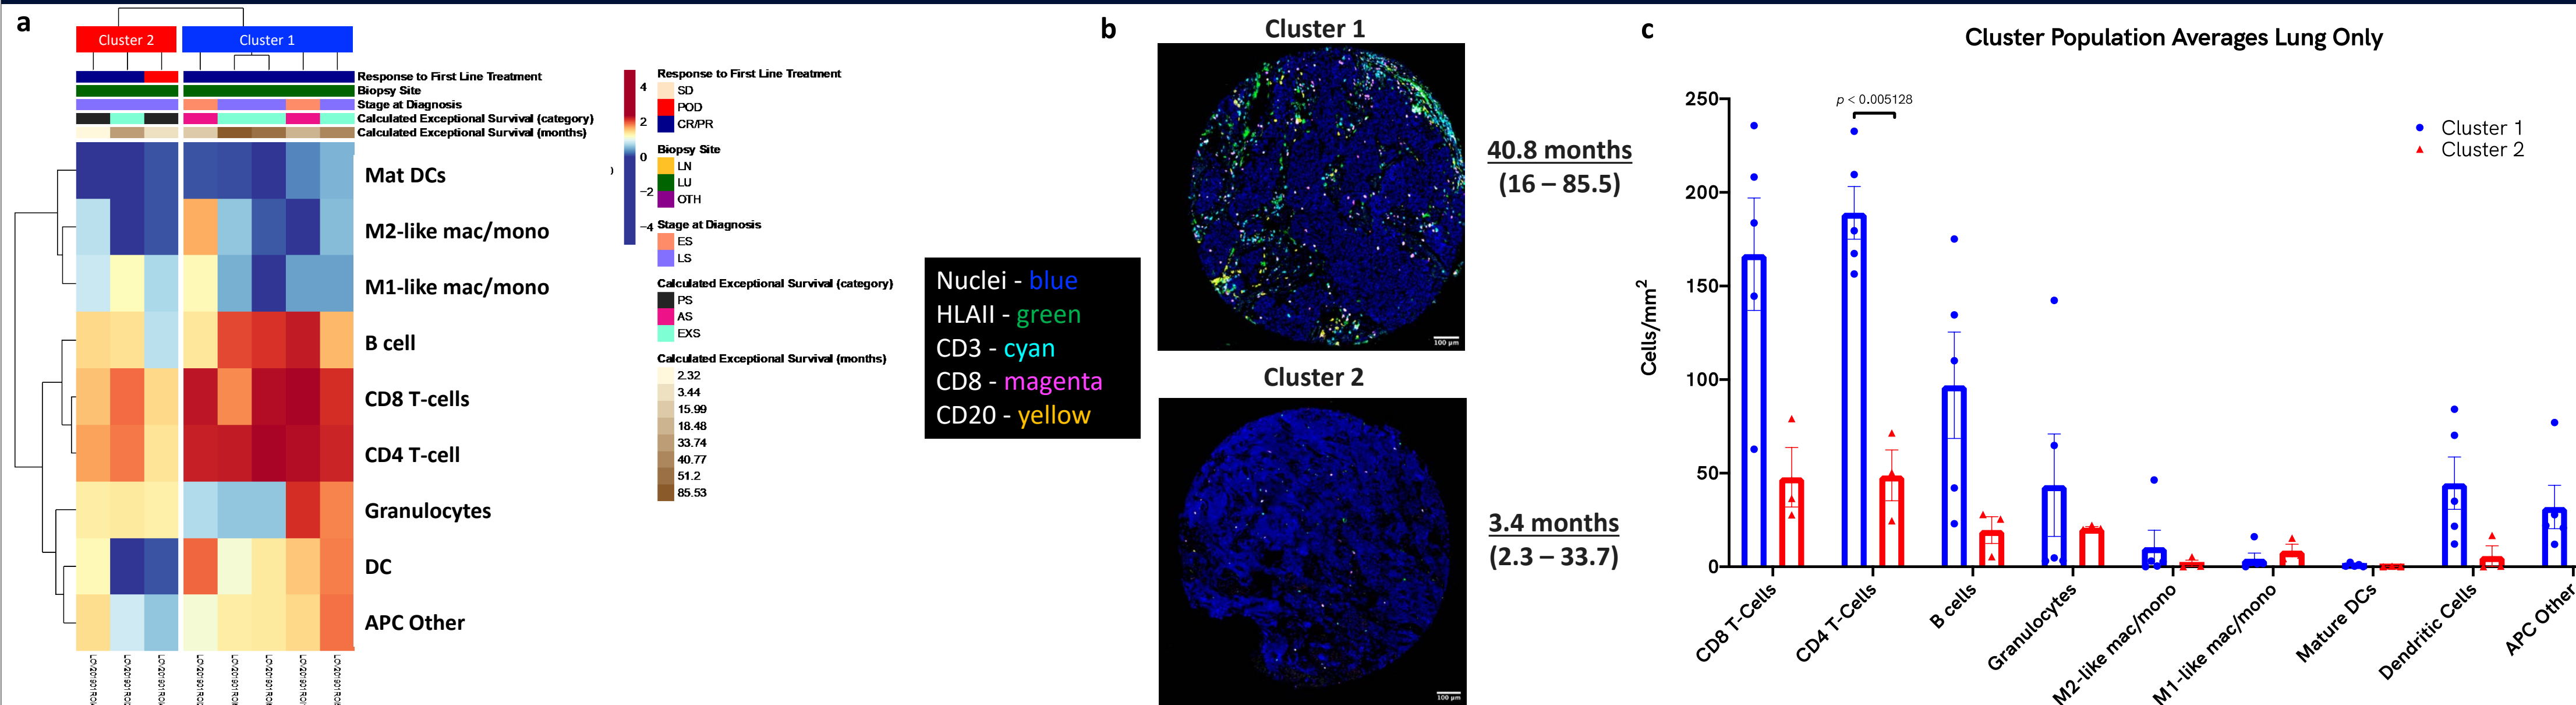 a
Cluster 2
Cluster 1
Response to First Line Treatment
Biopsy Site
Stage at Diagnosis
Calculated Exceptional Survival (category)
Calculated Exceptional Survival (months)
Mat DCs
M2-like mac/mono
M1-like mac/mono
B cell
CD8 T-cells
CD4 T-cell
Granulocytes
DC
APC Other
4
2
0
−2
−4
Response to First Line Treatment
SD
POD
CR/PR
Biopsy Site
LN
LU
OTH
Stage at Diagnosis
ES
LS
Calculated Exceptional Survival (category)
PS
AS
EXS
Calculated Exceptional Survival (months)
2.32
3.44
15.99
18.48
33.74
40.77
51.2
85.53
Nuclei - blue
HLAII - green
CD3 - cyan
CD8 - magenta
CD20 - yellow
b
Cluster 1
100 µm
40.8 months
(16 – 85.5)
Cluster 2
100 µm
3.4 months
(2.3 – 33.7)
c
Cluster Population Averages Lung Only
p < 0.005128
Cluster 1
Cluster 2
Cells/mm²
250
200
150
100
50
0
CD8 T-Cells
CD4 T-Cells
B cells
Granulocytes
M2-like mac/mono
M1-like mac/mono
Mature DCs
Dendritic Cells
APC Other